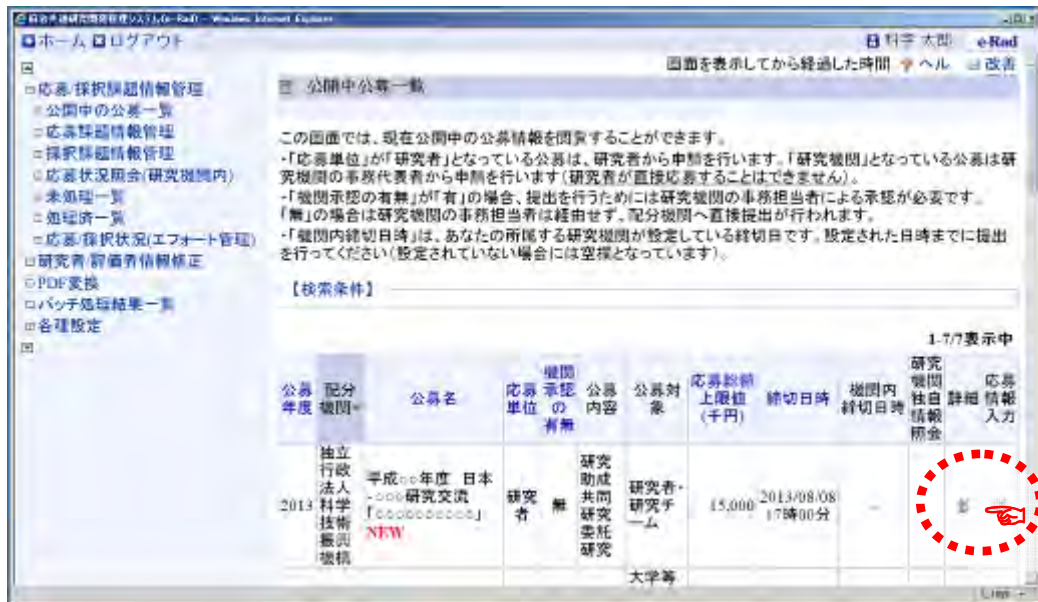 府省共通研究開発管理システム(e-Rad) - Windows Internet Explorer
ホーム ログアウト
科学 太郎 e-Rad
画面を表示してから経過した時間 ヘル 改善
応募/採択課題情報管理
公開中の公募一覧
応募課題情報管理
採択課題情報管理
応募状況照会(研究機関内)
未処理一覧
処理済一覧
応募/採択状況(エフォート管理)
研究者/評価者情報修正
PDF変換
バッチ処理結果一覧
各種設定
公開中公募一覧
この画面では、現在公開中の公募情報を閲覧することができます。
・「応募単位」が「研究者」となっている公募は、研究者から申請を行います。「研究機関」となっている公募は研
究機関の事務代表者から申請を行います(研究者が直接応募することはできません)。
・「機関承認の有無」が「有」の場合、提出を行うためには研究機関の事務担当者による承認が必要です。
「無」の場合は研究機関の事務担当者は経由せず、配分機関へ直接提出が行われます。
・「機関内締切日時」は、あなたの所属する研究機関が設定している締切日です。設定された日時までに提出
を行ってください(設定されていない場合には空欄となっています)。
【検索条件】
1-7/7表示中
公募年度 配分機関 公募名 応募単位 機関承認の有無 公募内容 公募対象 応募総額上限値(千円) 締切日時 機関内締切日時 研究機関独自情報照会 詳細 応募情報入力
2013 独立行政法人科学技術振興機構 平成○○年度 日本-○○○研究交流「○○○○○○○○○○」 NEW 研究者 無 研究助成共同研究委託研究 研究者・研究チーム 15,000 2013/08/08 17時00分 -
大学等